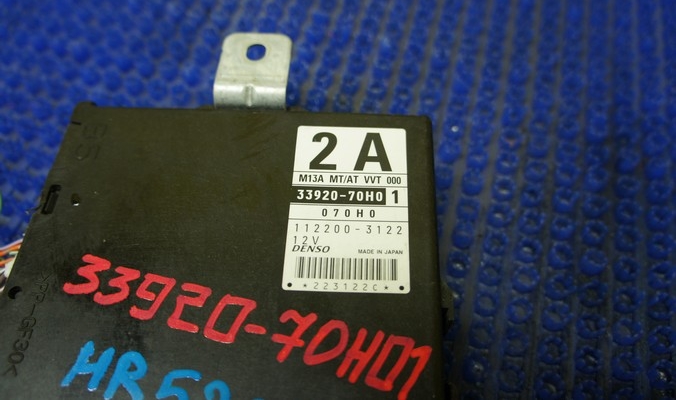 2 A
M13A MT/AT VVT 000
33920-70H0 1
070H0
112200-3122
12V
DENSO MADE IN JAPAN
*223122C*
33920-70H01